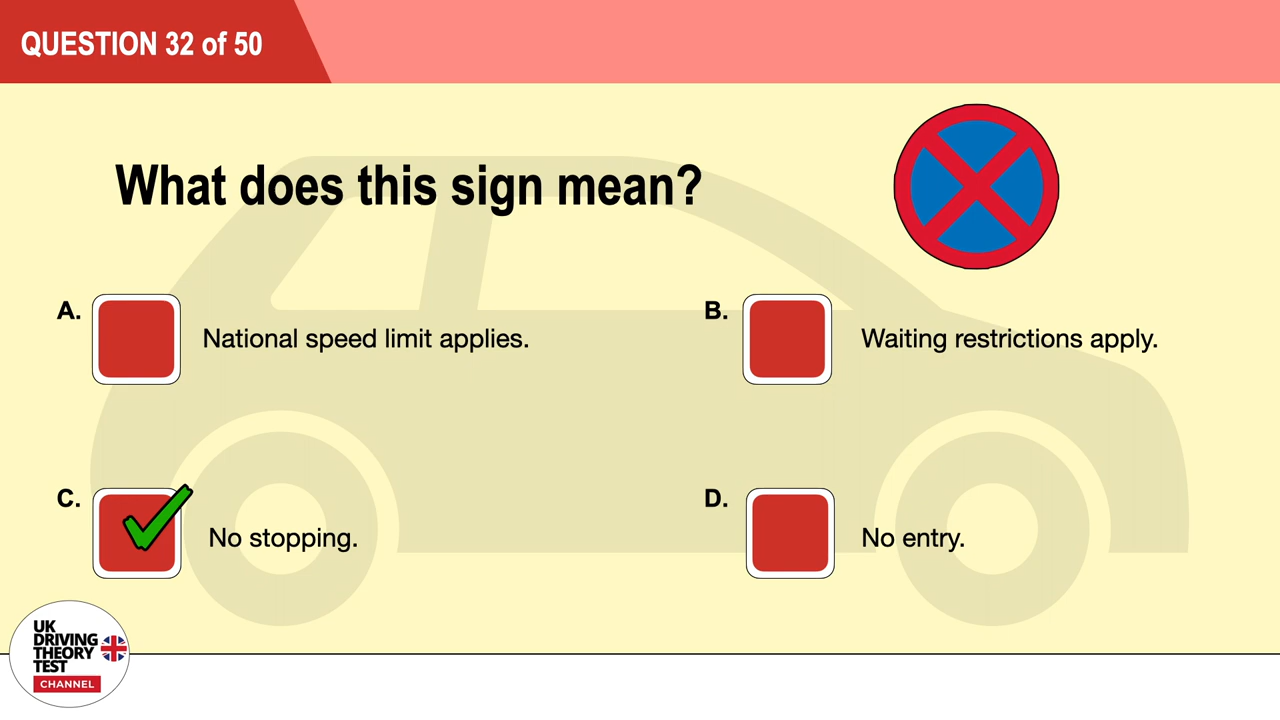 QUESTION 32 of 50
What does this sign mean?
A.
National speed limit applies.
B.
Waiting restrictions apply.
C.
No stopping.
D.
No entry.
UK
DRIVING
THEORY
TEST
CHANNEL